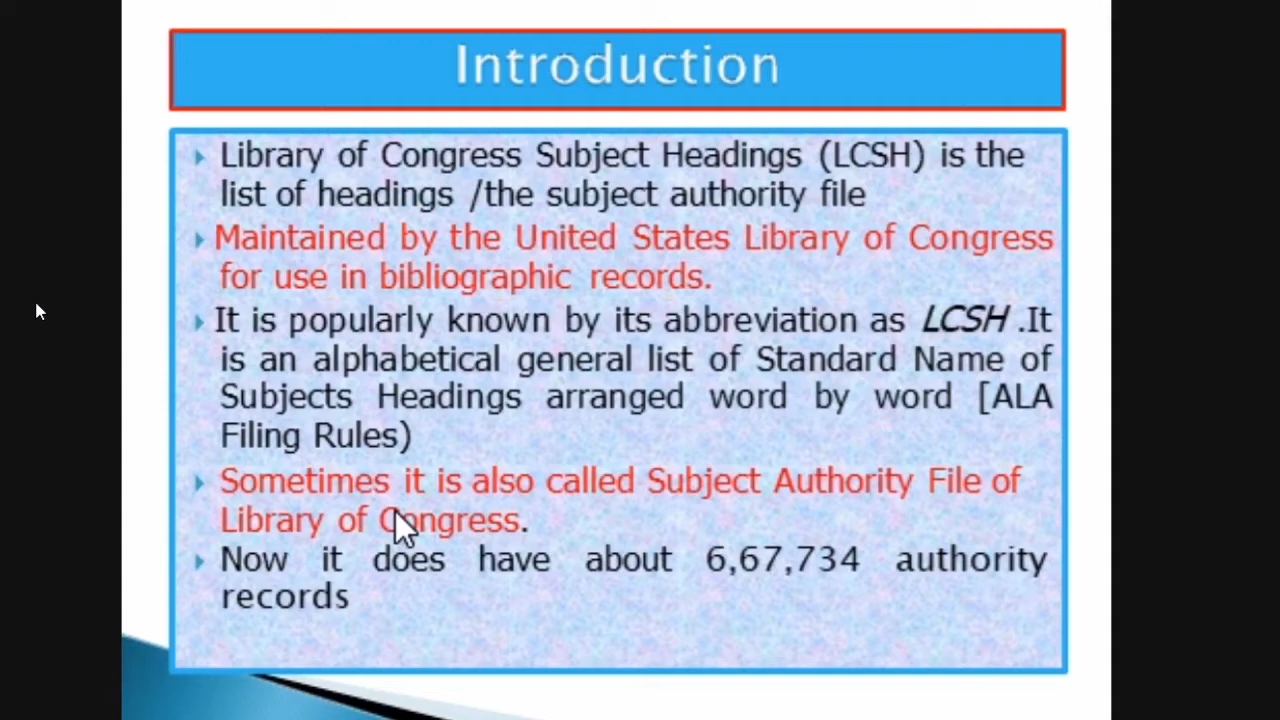 Introduction
Library of Congress Subject Headings (LCSH) is the
list of headings /the subject authority file
Maintained by the United States Library of Congress
for use in bibliographic records.
It is popularly known by its abbreviation as LCSH .It
is an alphabetical general list of Standard Name of
Subjects Headings arranged word by word [ALA
Filing Rules)
Sometimes it is also called Subject Authority File of
Library of Congress.
Now it does have about 6,67,734 authority
records